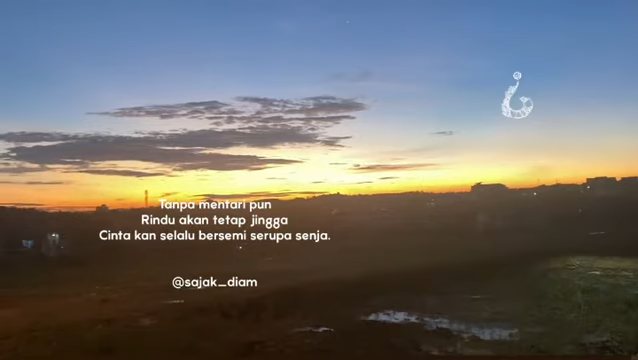 Tanpa mentari pun
Rindu akan tetap jingga
Cinta kan selalu bersemi serupa senja.
@sajak_diam